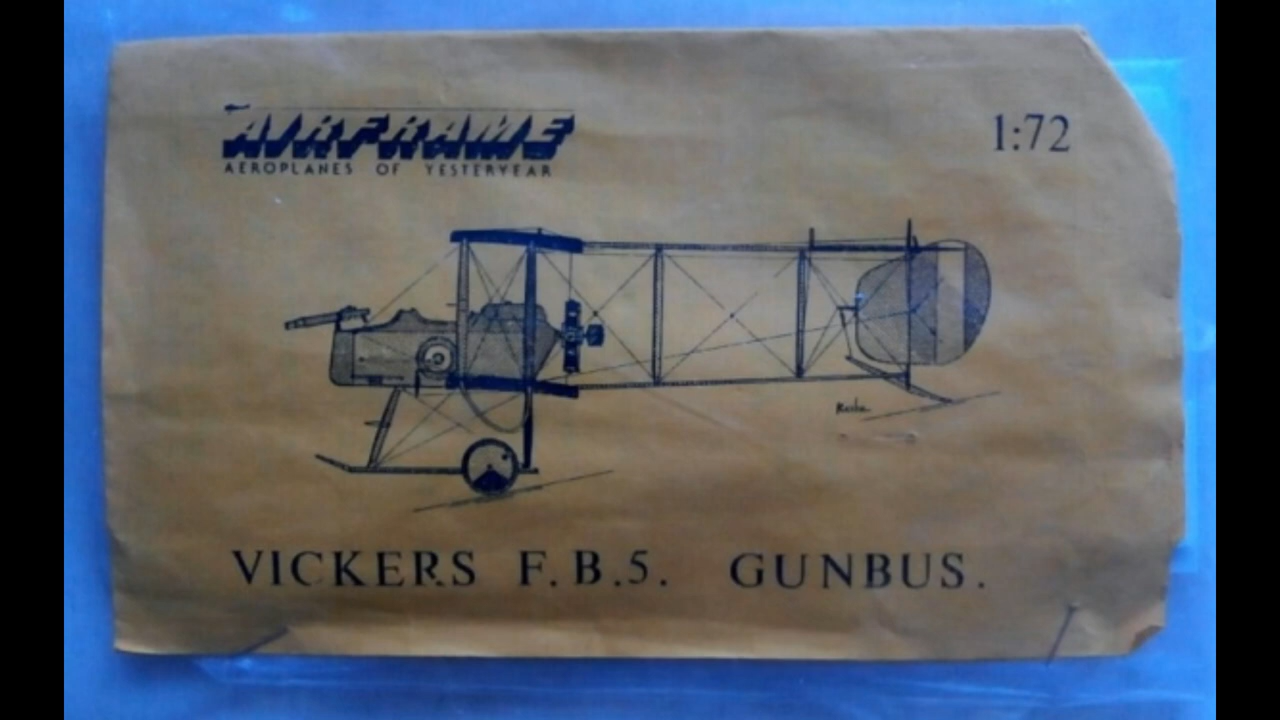 AIRFRAME
AEROPLANES OF YESTERYEAR
1:72
VICKERS F.B.5. GUNBUS.